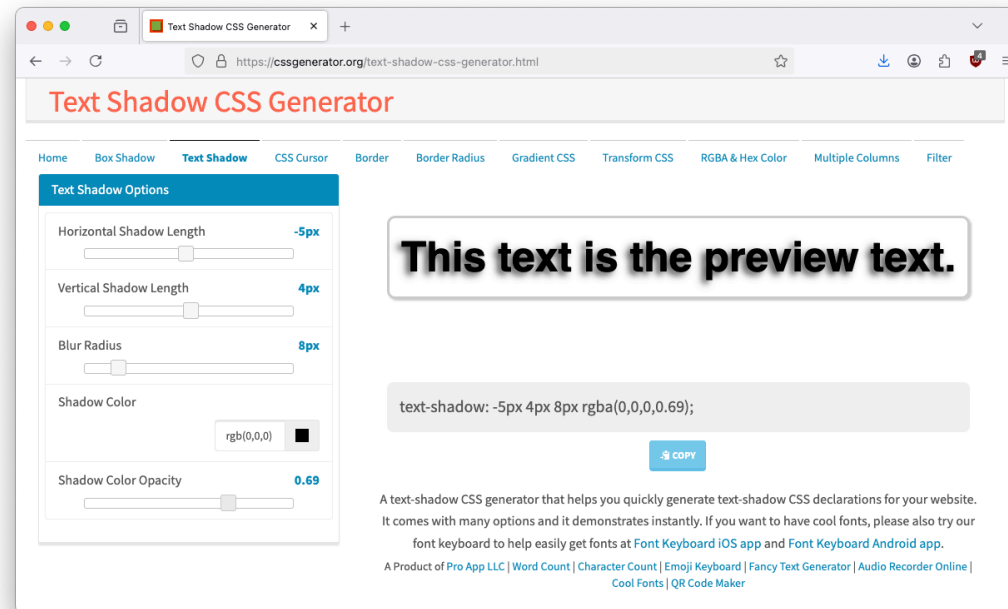 Text Shadow CSS Generator
https://cssgenerator.org/text-shadow-css-generator.html
4
Text Shadow CSS Generator
Home Box Shadow Text Shadow CSS Cursor Border Border Radius Gradient CSS Transform CSS RGBA & Hex Color Multiple Columns Filter
Text Shadow Options
Horizontal Shadow Length -5px
Vertical Shadow Length 4px
Blur Radius 8px
Shadow Color
rgb(0,0,0)
Shadow Color Opacity 0.69
This text is the preview text.
text-shadow: -5px 4px 8px rgba(0,0,0,0.69);
COPY
A text-shadow CSS generator that helps you quickly generate text-shadow CSS declarations for your website.
It comes with many options and it demonstrates instantly. If you want to have cool fonts, please also try our
font keyboard to help easily get fonts at Font Keyboard iOS app and Font Keyboard Android app.
A Product of Pro App LLC | Word Count | Character Count | Emoji Keyboard | Fancy Text Generator | Audio Recorder Online |
Cool Fonts | QR Code Maker